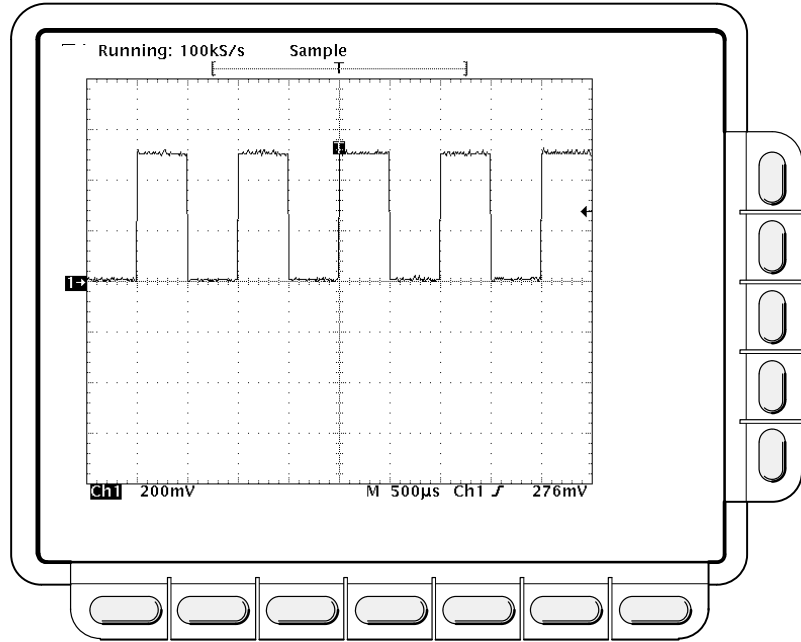 Running: 100kS/s Sample
T
T
1→
Ch1 200mV M 500µs Ch1 ƒ 276mV